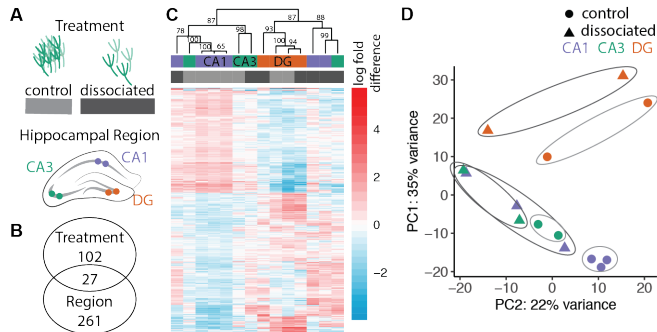 A
Treatment
control
dissociated
Hippocampal Region
CA3
CA1
DG
B
Treatment
102
27
Region
261
C
87
87
88
78
100
100
65
98
93
100
94
99
CA1
CA3
DG
log fold
difference
4
2
0
−2
D
control
dissociated
CA1
CA3
DG
PC1: 35% variance
30
20
10
0
−10
−20
−20
−10
0
10
20
PC2: 22% variance